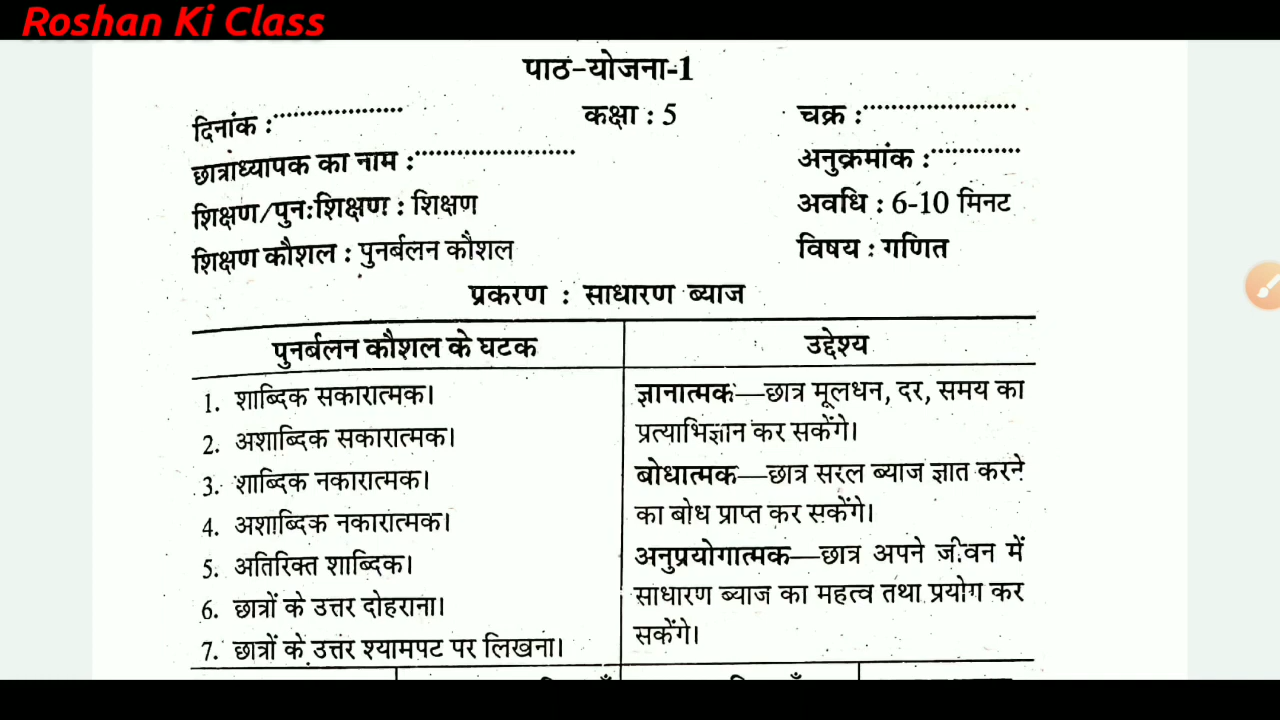 Roshan Ki Class
पाठ-योजना-1
दिनांक : कक्षा : 5 चक्र :
छात्राध्यापक का नाम : अनुक्रमांक :
शिक्षण/पुनःशिक्षण : शिक्षण अवधि : 6-10 मिनट
शिक्षण कौशल : पुनर्बलन कौशल विषय : गणित
प्रकरण : साधारण ब्याज
पुनर्बलन कौशल के घटक
1. शाब्दिक सकारात्मक।
2. अशाब्दिक सकारात्मक।
3. शाब्दिक नकारात्मक।
4. अशाब्दिक नकारात्मक।
5. अतिरिक्त शाब्दिक।
6. छात्रों के उत्तर दोहराना।
7. छात्रों के उत्तर श्यामपट पर लिखना।
उद्देश्य
ज्ञानात्मक—छात्र मूलधन, दर, समय का
प्रत्याभिज्ञान कर सकेंगे।
बोधात्मक—छात्र सरल ब्याज ज्ञात करने
का बोध प्राप्त कर सकेंगे।
अनुप्रयोगात्मक—छात्र अपने जीवन में
साधारण ब्याज का महत्व तथा प्रयोग कर
सकेंगे।